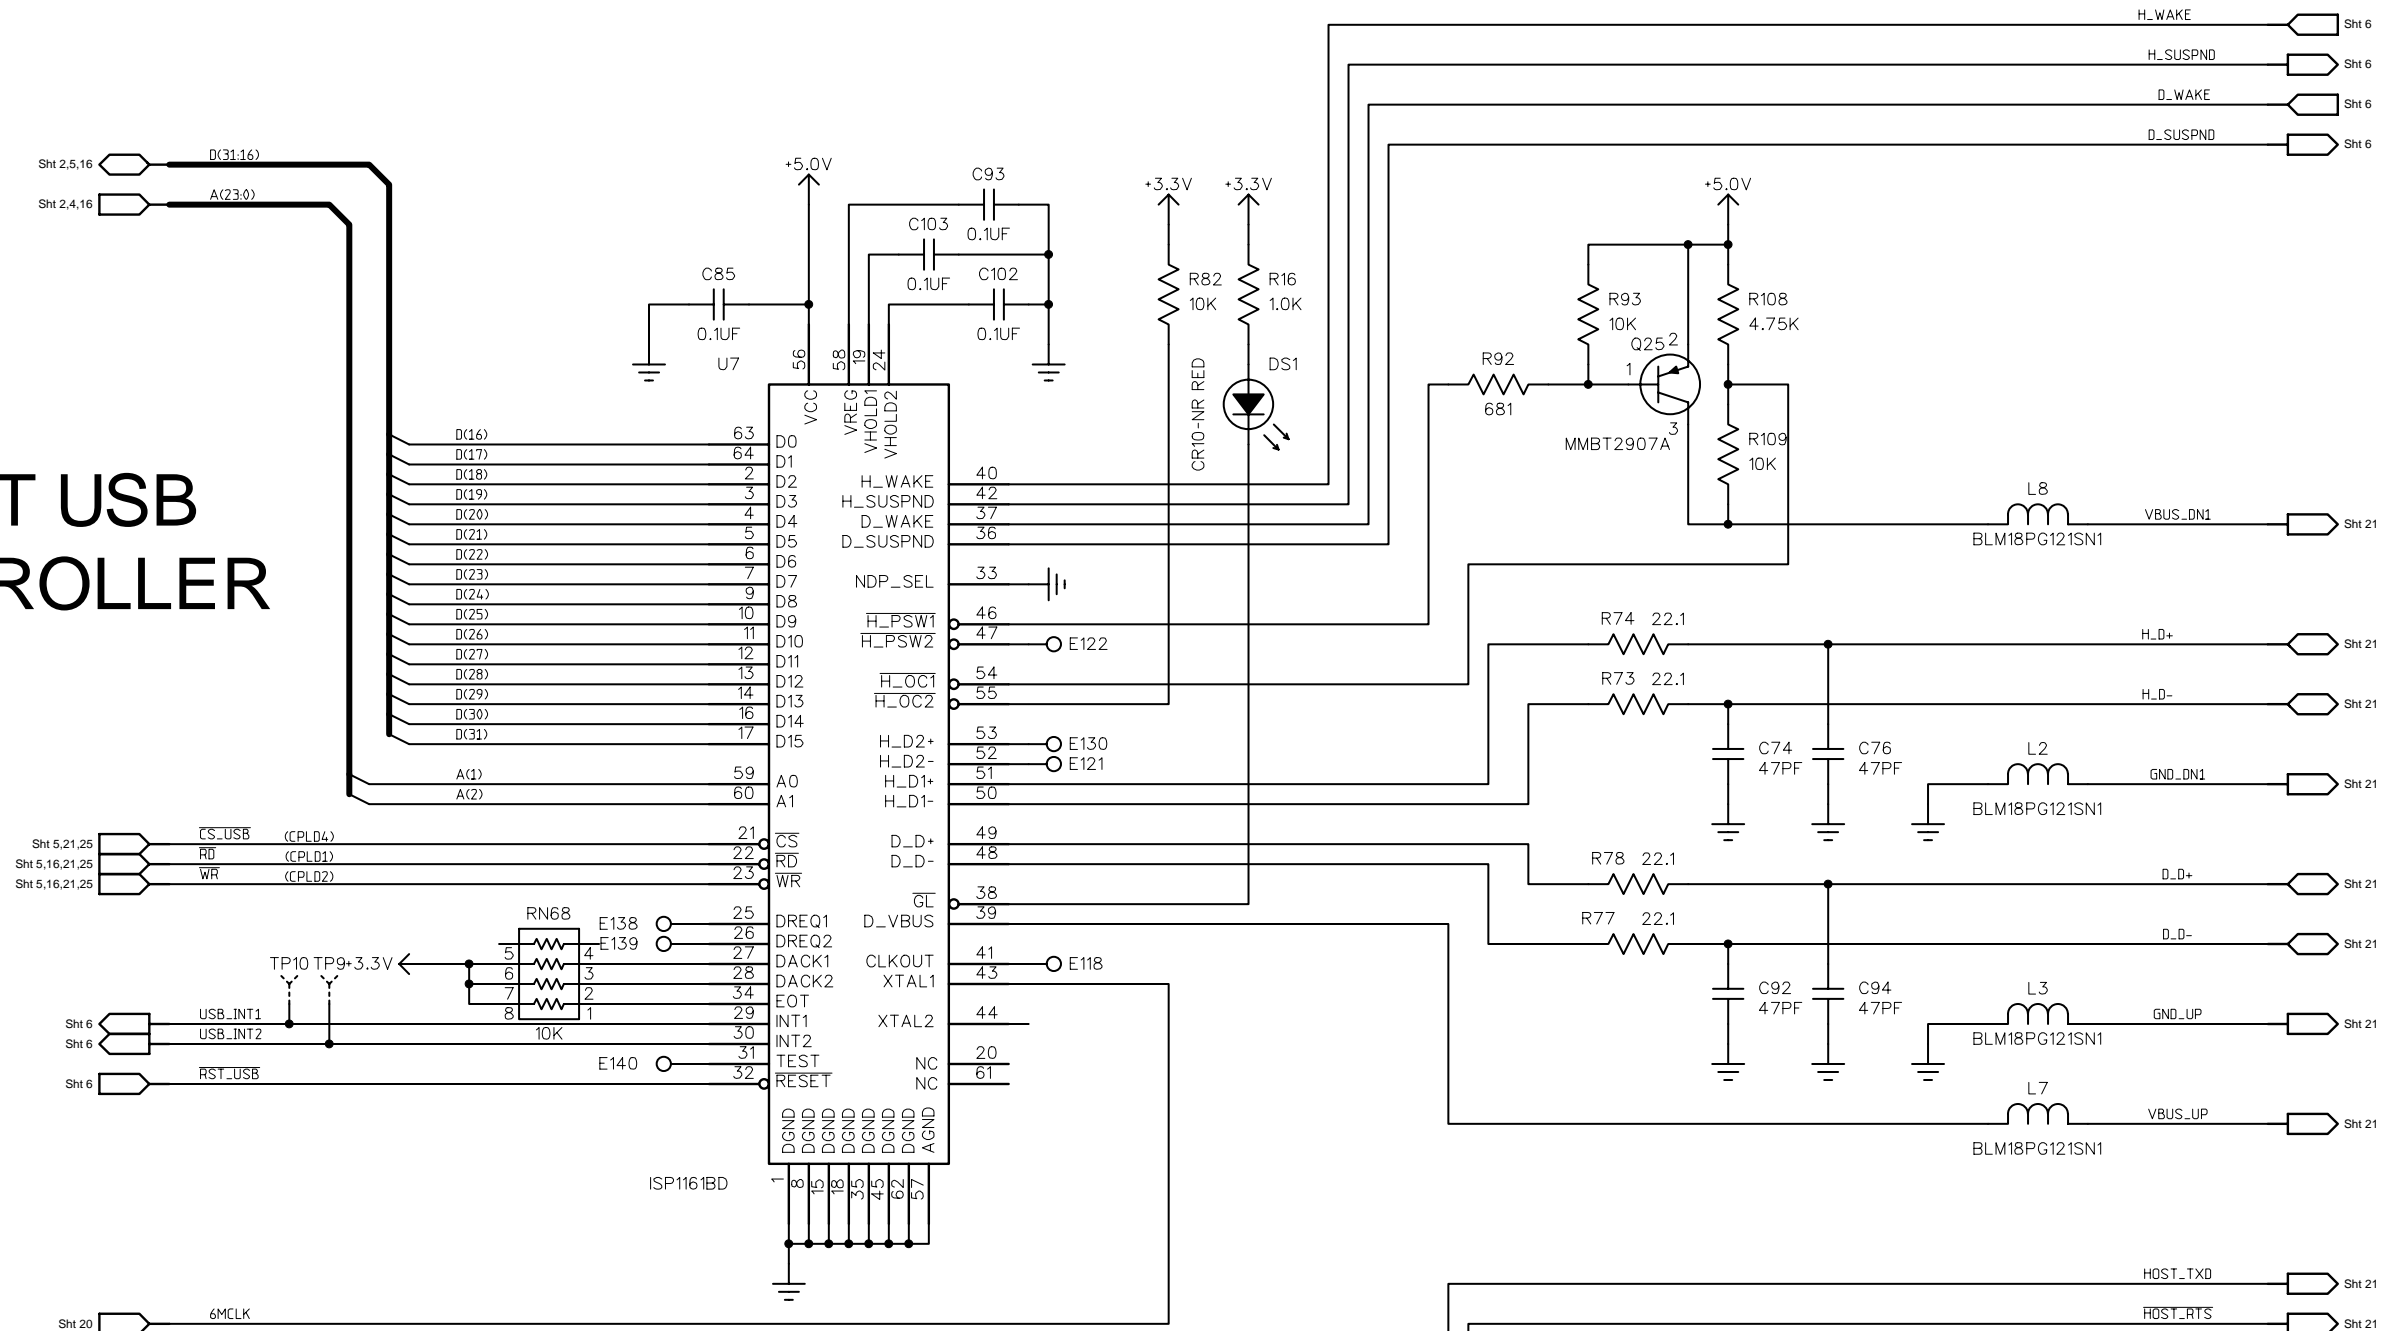 H_WAKE
Sht 6
H_SUSPND
Sht 6
D_WAKE
Sht 6
D_SUSPND
Sht 6
Sht 2,5,16
D(31:16)
Sht 2,4,16
A(23:0)
+5.0V
C93
0.1UF
C103
0.1UF
C102
0.1UF
C85
0.1UF
U7
+3.3V
+3.3V
R82
10K
R16
1.0K
CR10-NR RED
DS1
+5.0V
R93
10K
R108
4.75K
Q25
2
1
3
R92
681
MMBT2907A
R109
10K
56
58
19
24
VCC
VREG
VHOLD1
VHOLD2
T USB
ROLLER
D(16)
63
D0
D(17)
64
D1
D(18)
2
D2
D(19)
3
D3
D(20)
4
D4
D(21)
5
D5
D(22)
6
D6
D(23)
7
D7
D(24)
9
D8
D(25)
10
D9
D(26)
11
D10
D(27)
12
D11
D(28)
13
D12
D(29)
14
D13
D(30)
16
D14
D(31)
17
D15
A(1)
59
A0
A(2)
60
A1
Sht 5,21,25
CS_USB
(CPLD4)
21
CS
Sht 5,16,21,25
RD
(CPLD1)
22
RD
Sht 5,16,21,25
WR
(CPLD2)
23
WR
RN68
E138
25
DREQ1
E139
26
DREQ2
TP10
TP9
+3.3V
5
4
27
DACK1
6
3
28
DACK2
7
2
34
EOT
8
1
10K
Sht 6
USB_INT1
29
INT1
Sht 6
USB_INT2
30
INT2
E140
31
TEST
Sht 6
RST_USB
32
RESET
H_WAKE
40
H_SUSPND
42
D_WAKE
37
D_SUSPND
36
NDP_SEL
33
H_PSW1
46
H_PSW2
47
E122
H_OC1
54
H_OC2
55
H_D2+
53
E130
H_D2-
52
E121
H_D1+
51
H_D1-
50
D_D+
49
D_D-
48
GL
38
D_VBUS
39
CLKOUT
41
E118
XTAL1
43
XTAL2
44
NC
20
NC
61
DGND
DGND
DGND
DGND
DGND
DGND
DGND
AGND
1
8
15
18
35
45
62
57
ISP1161BD
L8
BLM18PG121SN1
VBUS_DN1
Sht 21
R74
22.1
H_D+
Sht 21
R73
22.1
H_D-
Sht 21
C74
47PF
C76
47PF
L2
BLM18PG121SN1
GND_DN1
Sht 21
R78
22.1
D_D+
Sht 21
R77
22.1
D_D-
Sht 21
C92
47PF
C94
47PF
L3
BLM18PG121SN1
GND_UP
Sht 21
L7
BLM18PG121SN1
VBUS_UP
Sht 21
HOST_TXD
Sht 21
Sht 20
6MCLK
HOST_RTS
Sht 21